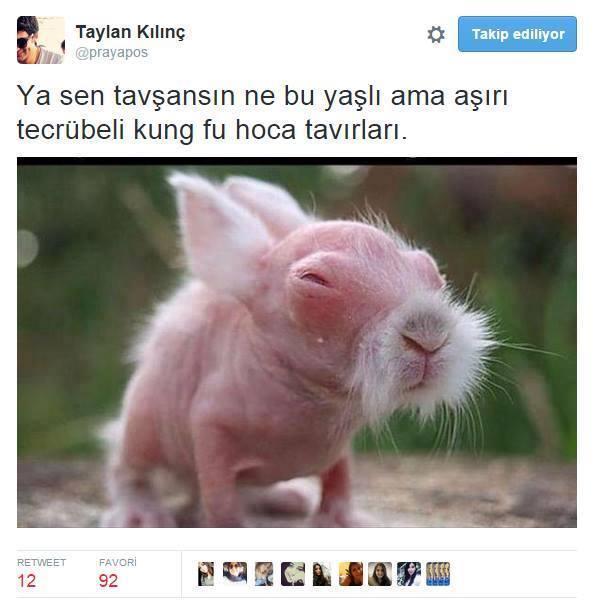 Taylan Kılınç
@prayapos
Takip ediliyor
Ya sen tavşansın ne bu yaşlı ama aşırı
tecrübeli kung fu hoca tavırları.
RETWEET
FAVORİ
12
92